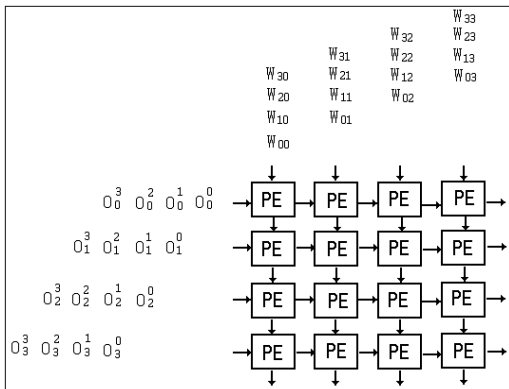 W₃₃
W₃₂ W₂₃
W₃₁ W₂₂ W₁₃
W₃₀ W₂₁ W₁₂ W₀₃
W₂₀ W₁₁ W₀₂
W₁₀ W₀₁
W₀₀
O₀³ O₀² O₀¹ O₀⁰ PE PE PE PE
O₁³ O₁² O₁¹ O₁⁰ PE PE PE PE
O₂³ O₂² O₂¹ O₂⁰ PE PE PE PE
O₃³ O₃² O₃¹ O₃⁰ PE PE PE PE